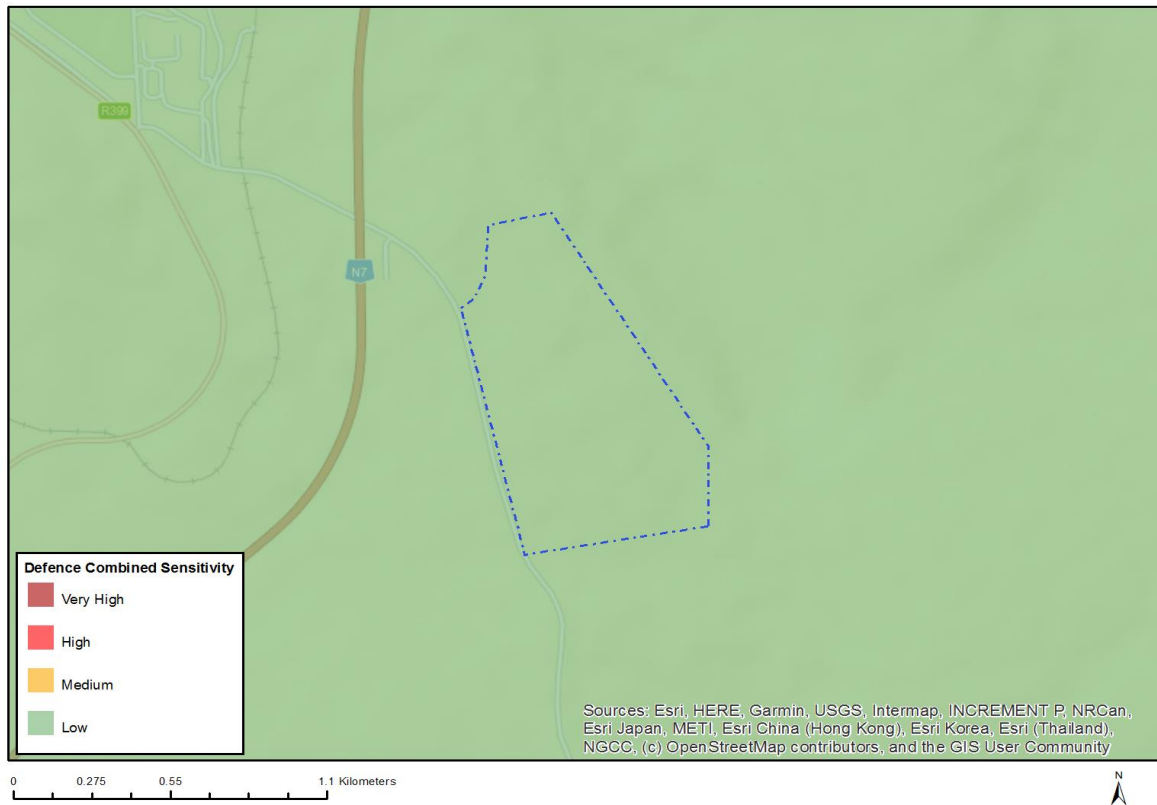 R399
N7
Defence Combined Sensitivity
Very High
High
Medium
Low
Sources: Esri, HERE, Garmin, USGS, Intermap, INCREMENT P, NRCan,
Esri Japan, METI, Esri China (Hong Kong), Esri Korea, Esri (Thailand),
NGCC, (c) OpenStreetMap contributors, and the GIS User Community
0 0.275 0.55 1.1 Kilometers
N